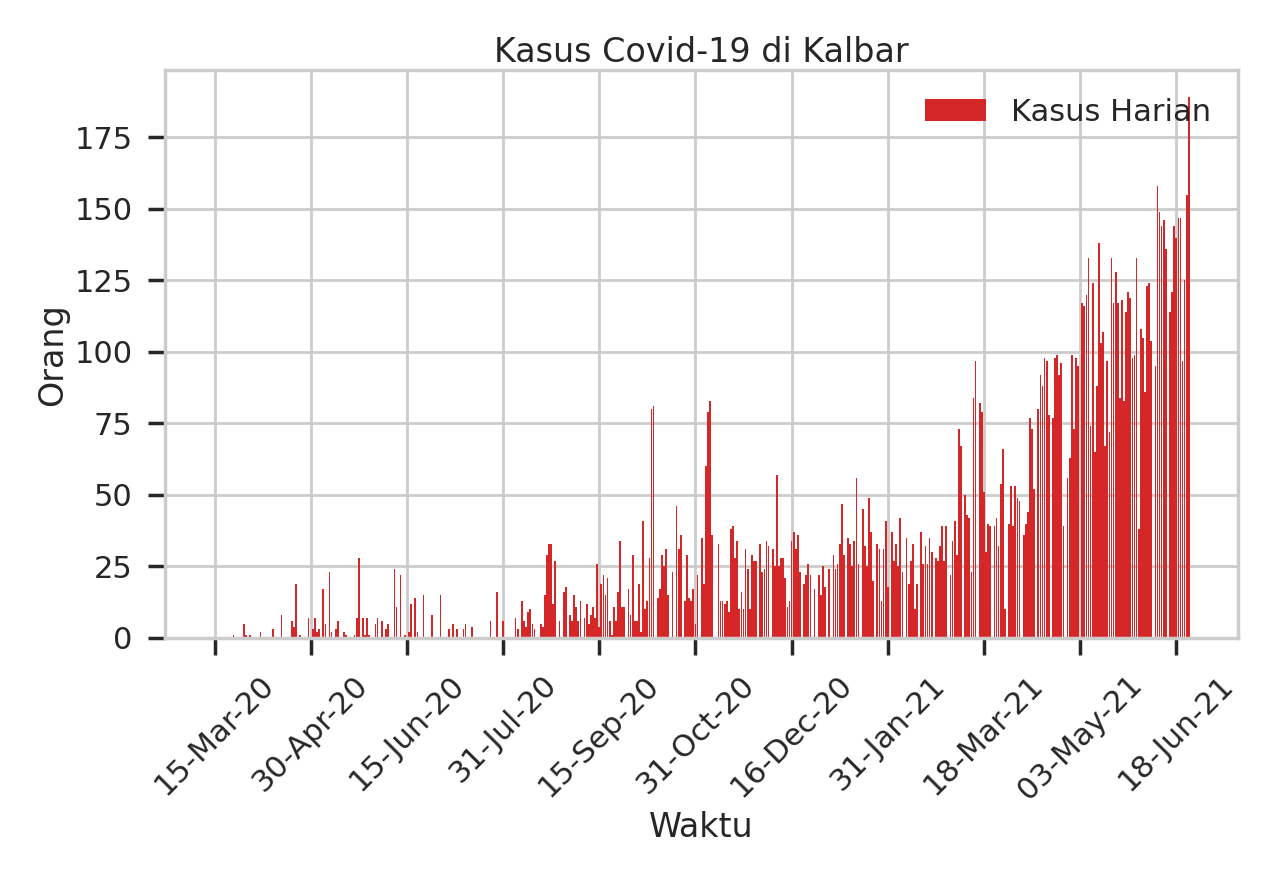 Kasus Covid-19 di Kalbar
Kasus Harian
Orang
175
150
125
100
75
50
25
0
15-Mar-20
30-Apr-20
15-Jun-20
31-Jul-20
15-Sep-20
31-Oct-20
16-Dec-20
31-Jan-21
18-Mar-21
03-May-21
18-Jun-21
Waktu